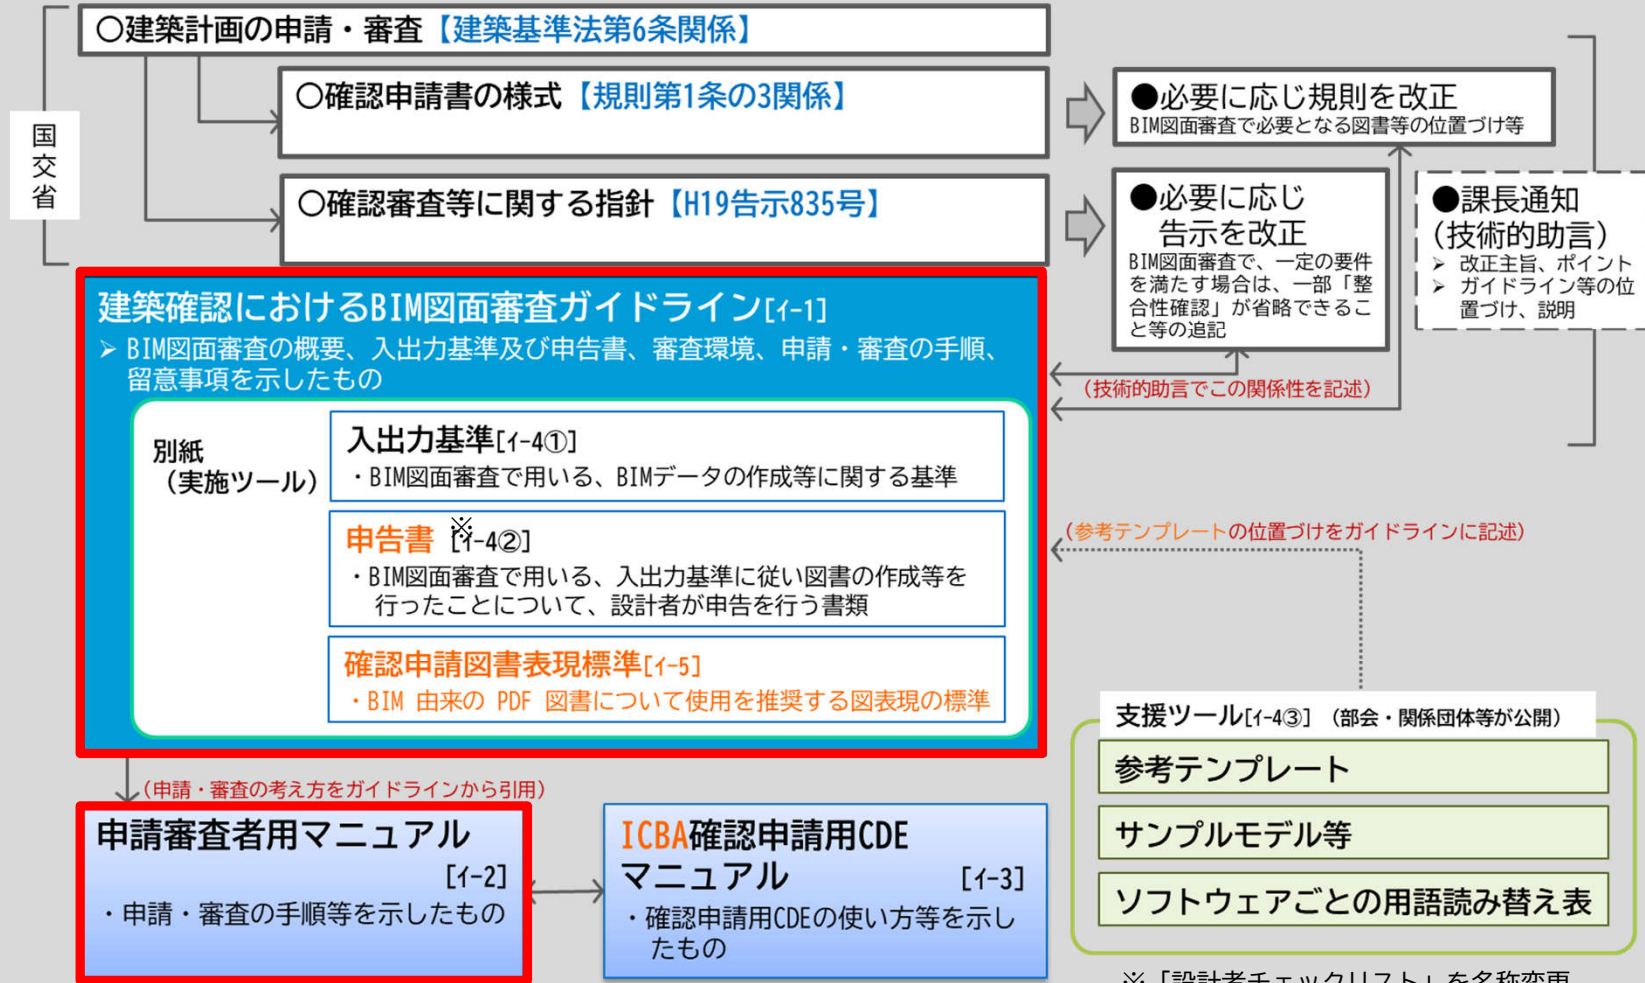 ○建築計画の申請・審査【建築基準法第6条関係】
国交省
○確認申請書の様式【規則第1条の3関係】
●必要に応じ規則を改正
BIM図面審査で必要となる図書等の位置づけ等
○確認審査等に関する指針【H19告示835号】
●必要に応じ
告示を改正
BIM図面審査で、一定の要件
を満たす場合は、一部「整
合性確認」が省略できるこ
と等の追記
●課長通知
(技術的助言)
➢ 改正主旨、ポイント
➢ ガイドライン等の位
置づけ、説明
(技術的助言でこの関係性を記述)
建築確認におけるBIM図面審査ガイドライン[ｲ-1]
➢ BIM図面審査の概要、入出力基準及び申告書、審査環境、申請・審査の手順、
留意事項を示したもの
別紙
(実施ツール)
入出力基準[ｲ-4①]
・BIM図面審査で用いる、BIMデータの作成等に関する基準
申告書※[ｲ-4②]
・BIM図面審査で用いる、入出力基準に従い図書の作成等を
行ったことについて、設計者が申告を行う書類
確認申請図書表現標準[ｲ-5]
・BIM 由来の PDF 図書について使用を推奨する図表現の標準
(参考テンプレートの位置づけをガイドラインに記述)
(申請・審査の考え方をガイドラインから引用)
申請審査者用マニュアル
[ｲ-2]
・申請・審査の手順等を示したもの
ICBA確認申請用CDE
マニュアル [ｲ-3]
・確認申請用CDEの使い方等を示し
たもの
支援ツール[ｲ-4③] (部会・関係団体等が公開)
参考テンプレート
サンプルモデル等
ソフトウェアごとの用語読み替え表
※「設計者チェックリスト」を名称変更